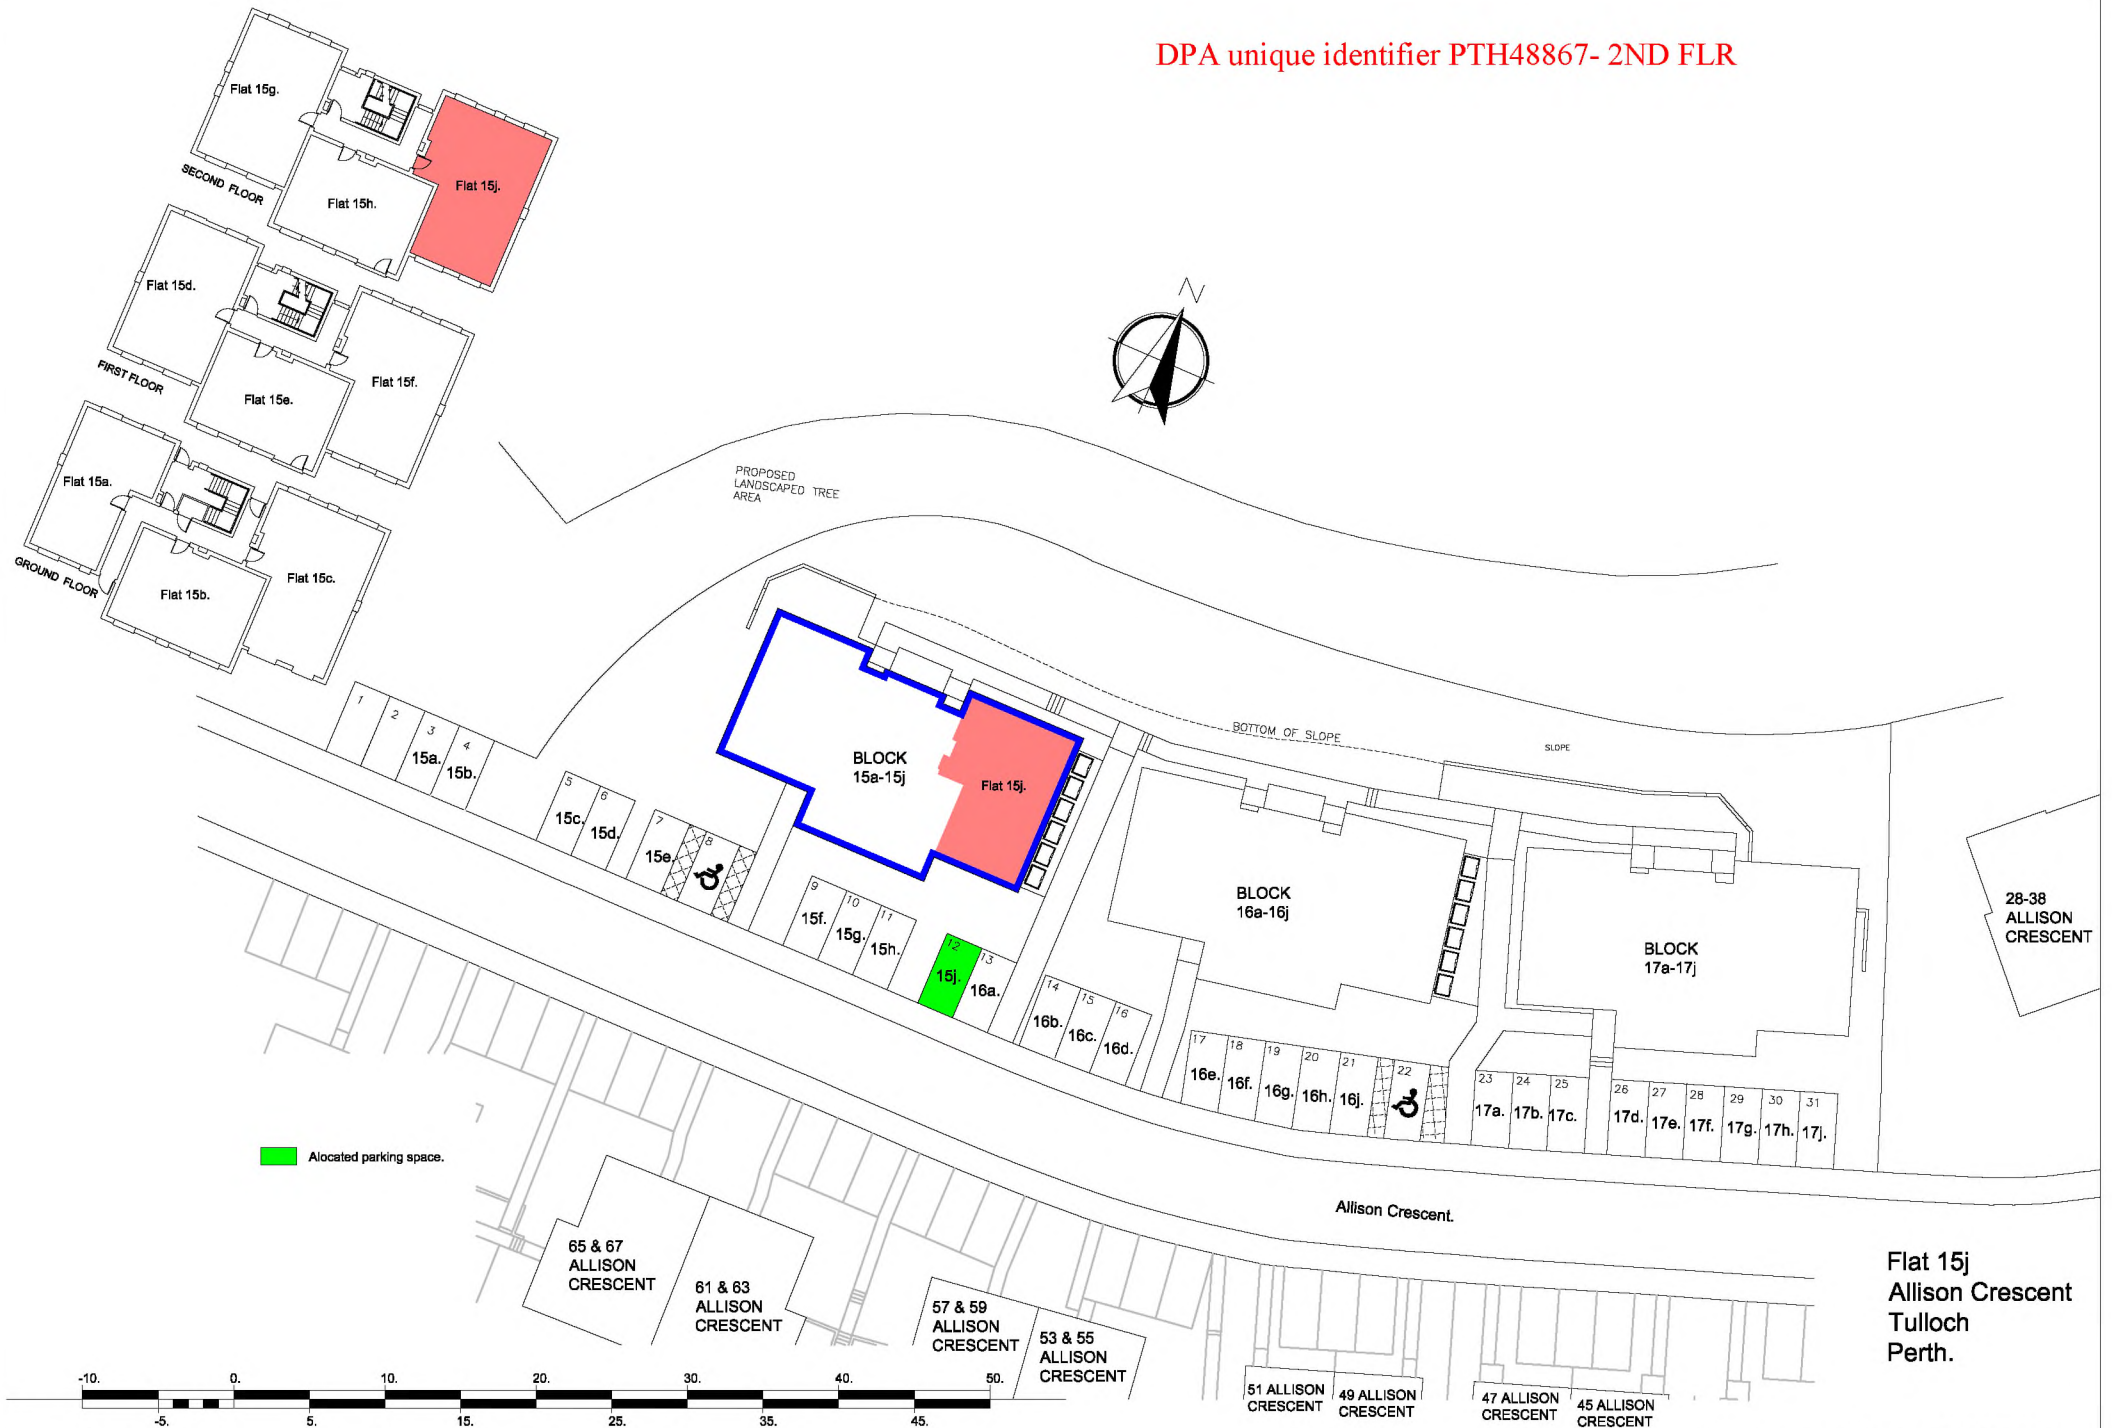 DPA unique identifier PTH48867- 2ND FLR
Flat 15g.
Flat 15h.
Flat 15j.
SECOND FLOOR
Flat 15d.
Flat 15e.
Flat 15f.
FIRST FLOOR
Flat 15a.
Flat 15b.
Flat 15c.
GROUND FLOOR
N
PROPOSED
LANDSCAPED TREE
AREA
BOTTOM OF SLOPE
SLOPE
BLOCK
15a-15j
Flat 15j.
BLOCK
16a-16j
BLOCK
17a-17j
28-38
ALLISON
CRESCENT
1
2
3
15a.
4
15b.
5
15c.
6
15d.
7
15e.
8
9
15f.
10
15g.
11
15h.
12
15j.
13
16a.
14
16b.
15
16c.
16
16d.
17
16e.
18
16f.
19
16g.
20
16h.
21
16j.
22
23
17a.
24
17b.
25
17c.
26
17d.
27
17e.
28
17f.
29
17g.
30
17h.
31
17j.
Alocated parking space.
Allison Crescent.
65 & 67
ALLISON
CRESCENT
61 & 63
ALLISON
CRESCENT
57 & 59
ALLISON
CRESCENT
53 & 55
ALLISON
CRESCENT
51 ALLISON
CRESCENT
49 ALLISON
CRESCENT
47 ALLISON
CRESCENT
45 ALLISON
CRESCENT
Flat 15j
Allison Crescent
Tulloch
Perth.
-10. 0. 10. 20. 30. 40. 50.
-5. 5. 15. 25. 35. 45.